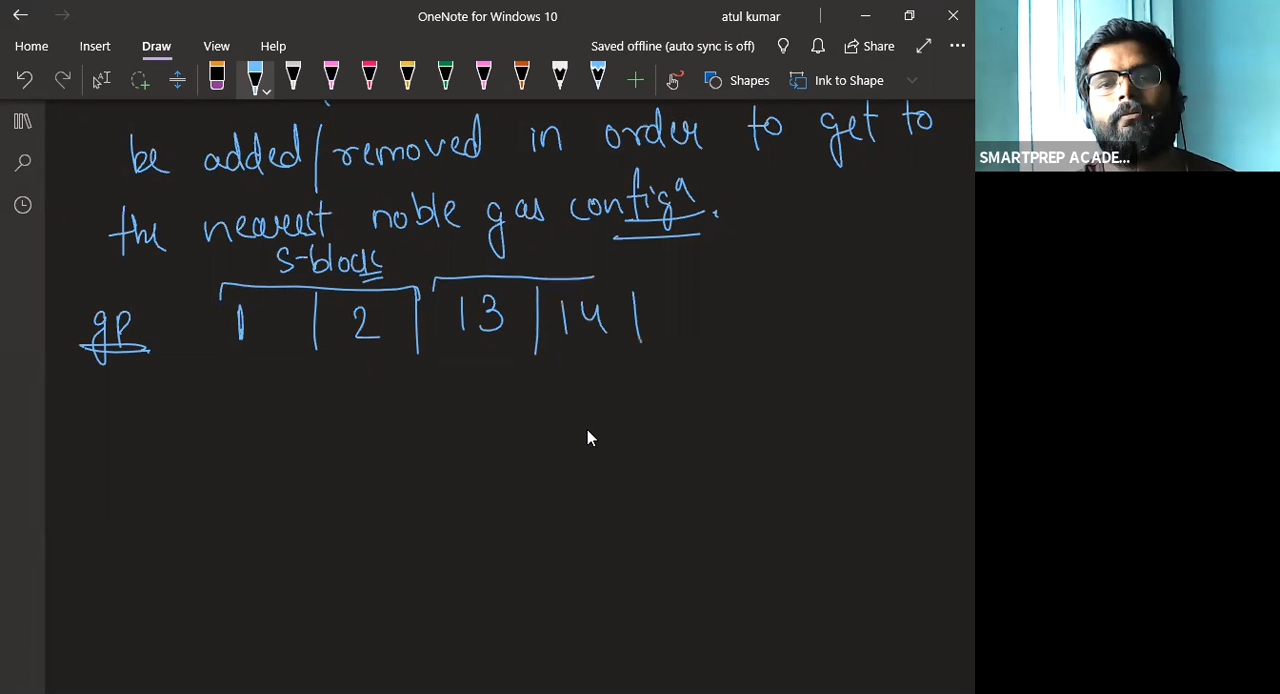 OneNote for Windows 10
atul kumar
Home Insert Draw View Help
Saved offline (auto sync is off)
Share
Shapes
Ink to Shape
SMARTPREP ACADE...
be added/removed in order to get to
the nearest noble gas configⁿ.
S-block
gp 1 | 2 | 13 | 14 |